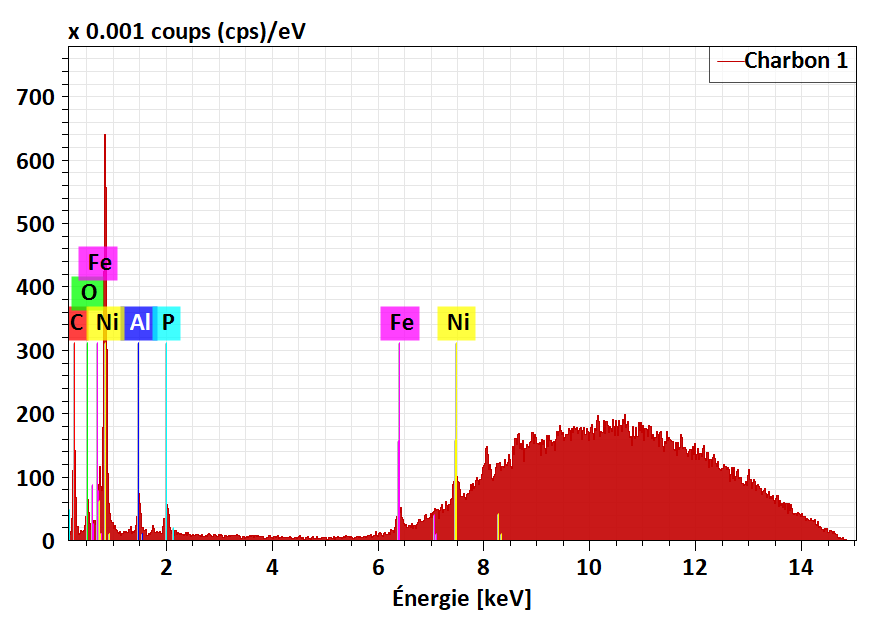 x 0.001 coups (cps)/eV
Charbon 1
700
600
500
400
300
200
100
0
Fe
O
C Ni Al P Fe Ni
2 4 6 8 10 12 14
Énergie [keV]